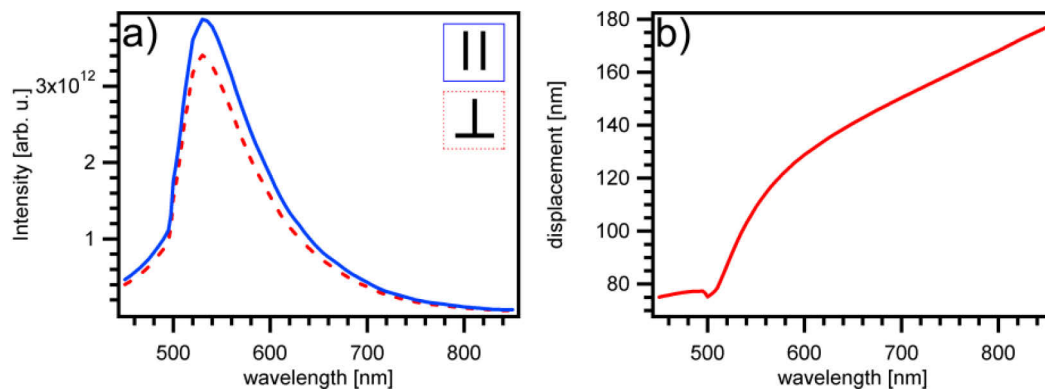 a)
Intensity [arb. u.]
3x10¹²
2
1
500
600
700
800
wavelength [nm]
b)
displacement [nm]
180
160
140
120
100
80
500
600
700
800
wavelength [nm]